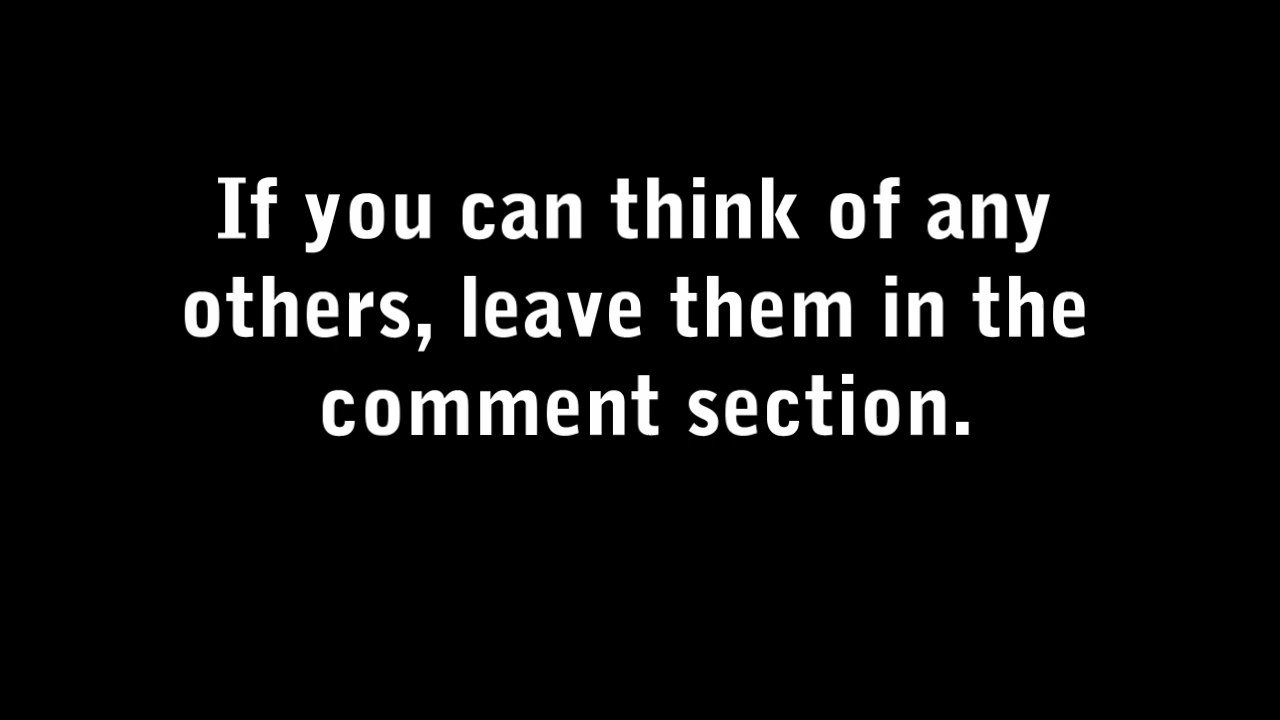 If you can think of any
others, leave them in the
comment section.